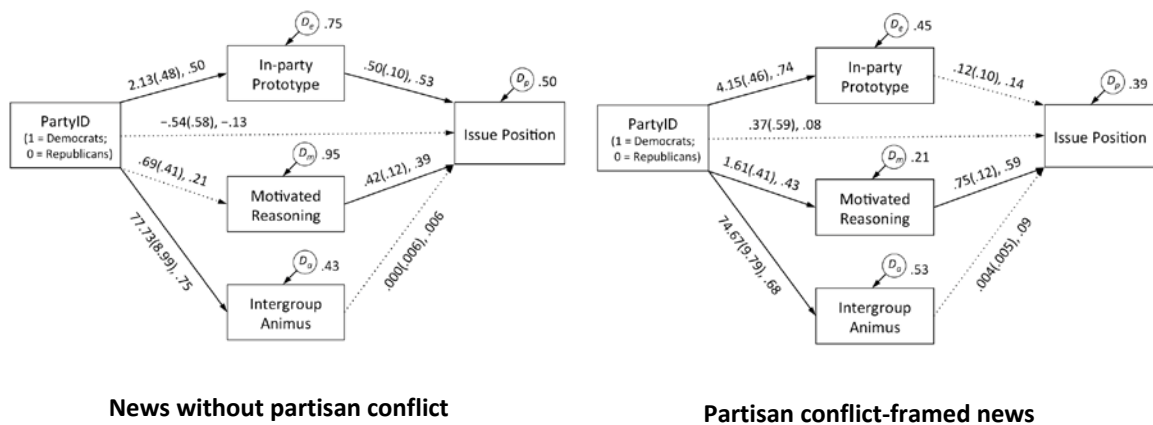 Dₑ .75
2.13(.48), .50
In-party
Prototype
.50(.10), .53
Dₚ .50
PartyID
(1 = Democrats;
0 = Republicans)
−.54(.58), −.13
Issue Position
.69(.41), .21
Dₘ .95
Motivated
Reasoning
.42(.12), .39
77.73(8.99), .75
Dₐ .43
Intergroup
Animus
.000(.006), .006
News without partisan conflict
Dₑ .45
4.15(.46), .74
In-party
Prototype
.12(.10), .14
Dₚ .39
PartyID
(1 = Democrats;
0 = Republicans)
.37(.59), .08
Issue Position
1.61(.41), .43
Dₘ .21
Motivated
Reasoning
.75(.12), .59
74.67(9.79), .68
Dₐ .53
Intergroup
Animus
.004(.005), .09
Partisan conflict-framed news